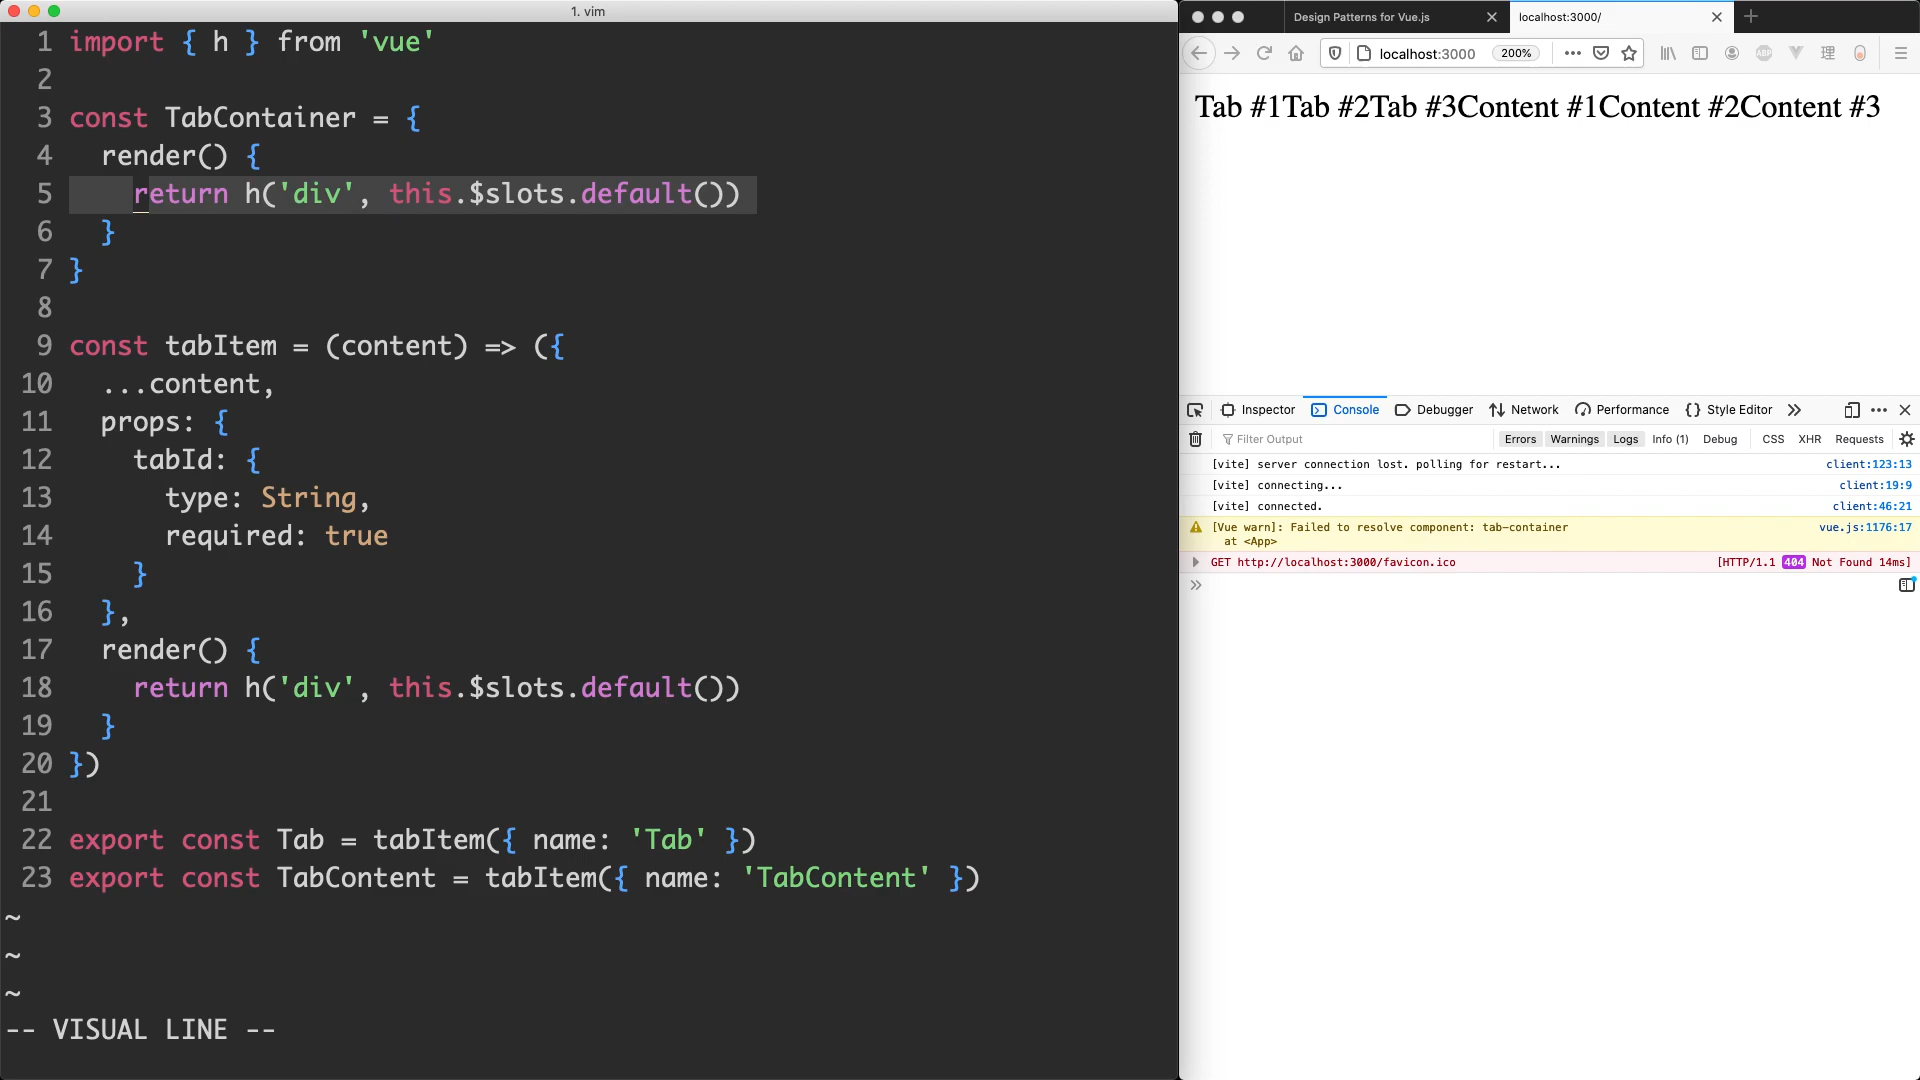 1. vim
1 import { h } from 'vue'
2
3 const TabContainer = {
4 render() {
5 return h('div', this.$slots.default())
6 }
7 }
8
9 const tabItem = (content) => ({
10 ...content,
11 props: {
12 tabId: {
13 type: String,
14 required: true
15 }
16 },
17 render() {
18 return h('div', this.$slots.default())
19 }
20 })
21
22 export const Tab = tabItem({ name: 'Tab' })
23 export const TabContent = tabItem({ name: 'TabContent' })
~
~
~
-- VISUAL LINE --
Design Patterns for Vue.js
localhost:3000/
localhost:3000 200%
ABP 理
Tab #1Tab #2Tab #3Content #1Content #2Content #3
Inspector Console Debugger Network Performance {} Style Editor
Filter Output Errors Warnings Logs Info (1) Debug CSS XHR Requests
[vite] server connection lost. polling for restart... client:123:13
[vite] connecting... client:19:9
[vite] connected. client:46:21
[Vue warn]: Failed to resolve component: tab-container vue.js:1176:17
at <App>
GET http://localhost:3000/favicon.ico [HTTP/1.1 404 Not Found 14ms]